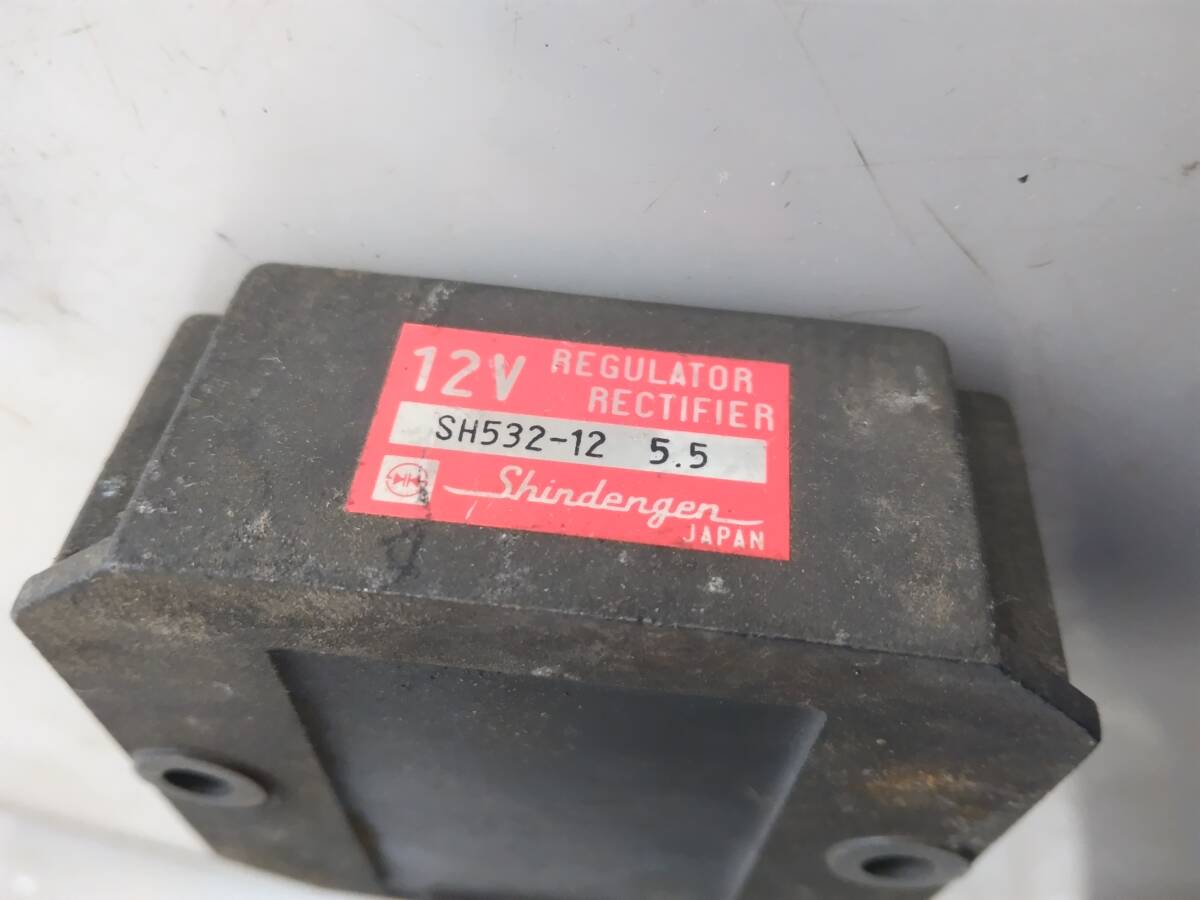 12V REGULATOR
RECTIFIER
SH532-12 5.5
Shindengen
JAPAN